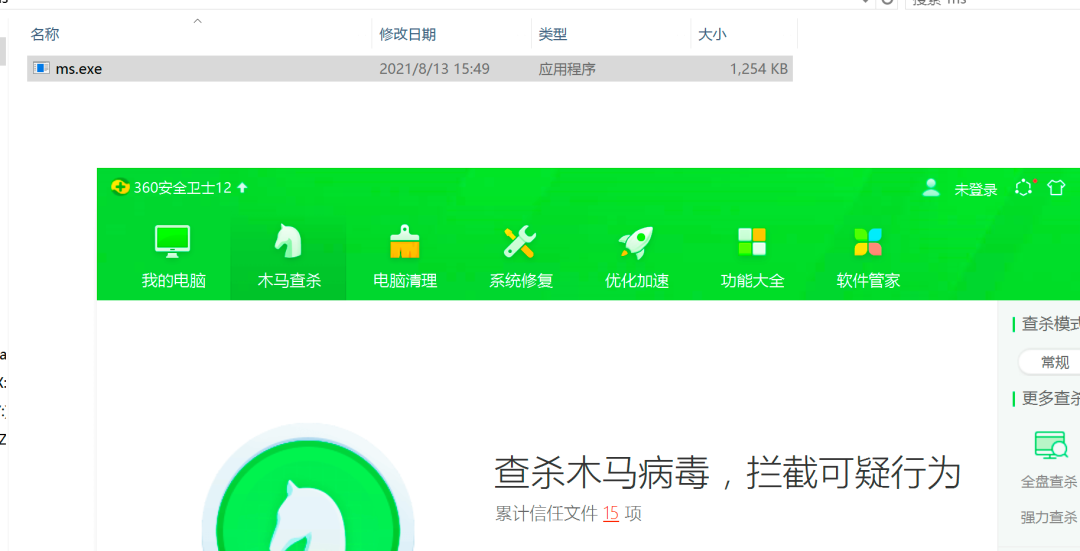 搜索"ms"
名称 修改日期 类型 大小
ms.exe 2021/8/13 15:49 应用程序 1,254 KB
360安全卫士12 未登录
我的电脑 木马查杀 电脑清理 系统修复 优化加速 功能大全 软件管家
查杀模式
常规
更多查杀
查杀木马病毒，拦截可疑行为
全盘查杀
累计信任文件 15 项
强力查杀